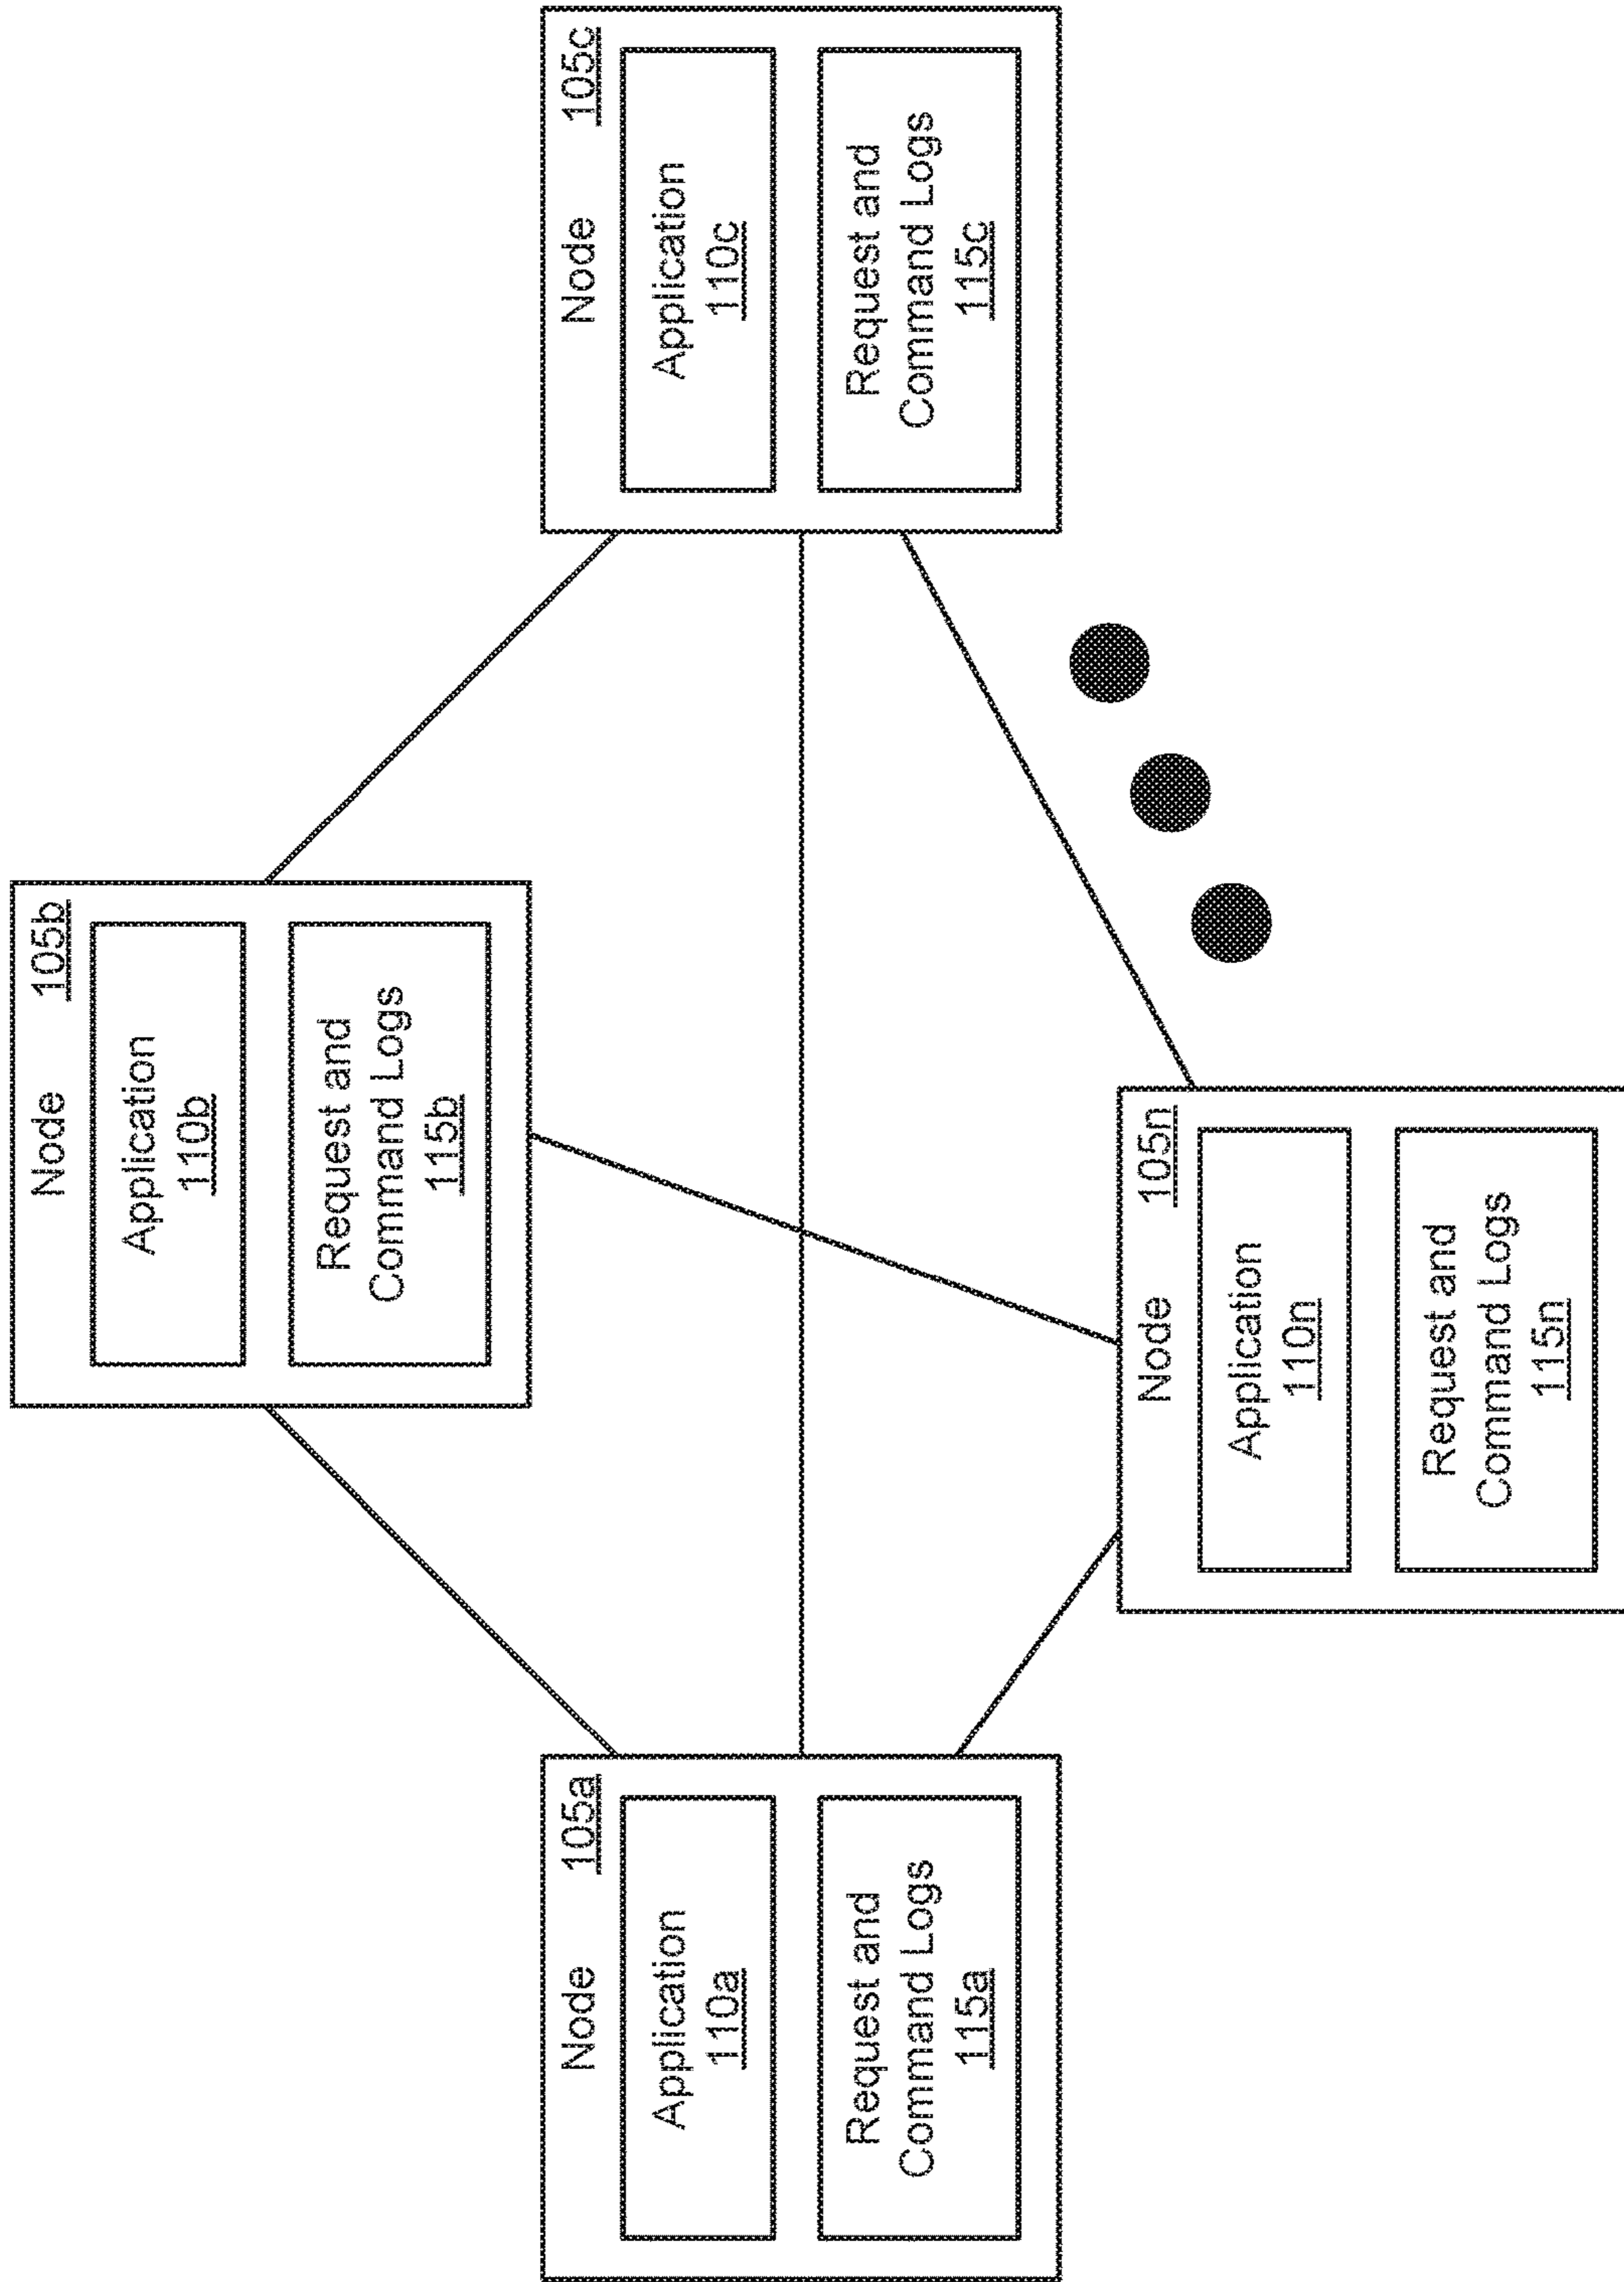 Node 105b
Application
110b
Request and
Command Logs
115b
Node 105a
Application
110a
Request and
Command Logs
115a
Node 105c
Application
110c
Request and
Command Logs
115c
Node 105n
Application
110n
Request and
Command Logs
115n